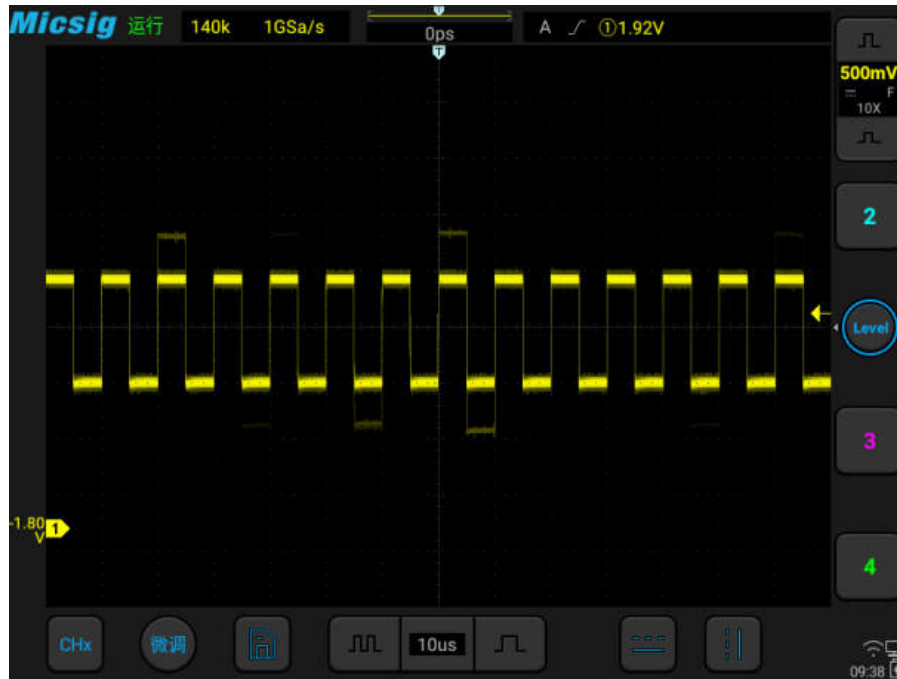 Micsig 运行 140k 1GSa/s 0ps A ①1.92V
T
500mV
F
10X
2
Level
3
-1.80 V 1
4
CHx 微调 10us
09:38